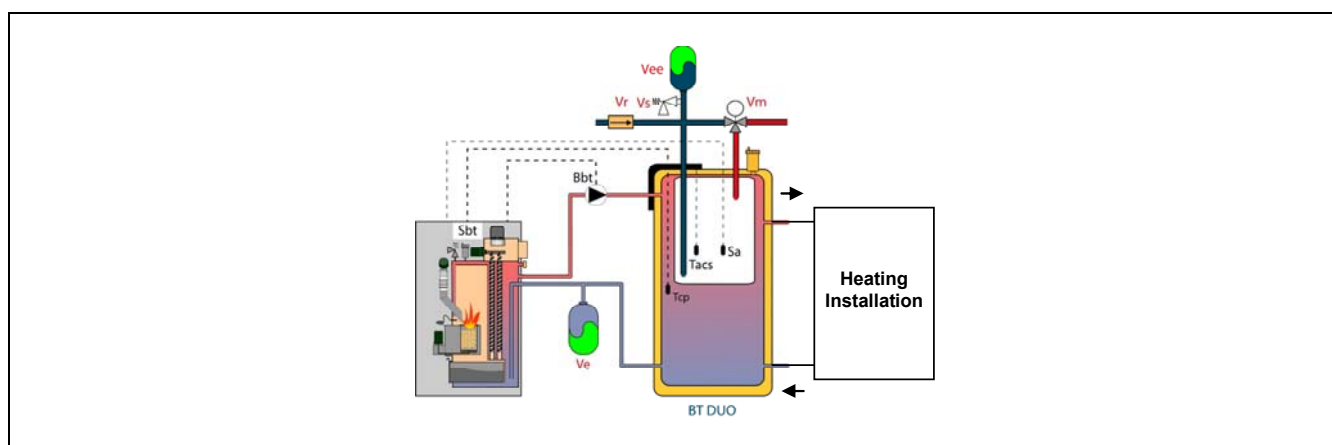 Vee
Vr
Vs
Vm
Bbt
Sbt
Tacs
Sa
Tcp
Heating
Installation
Ve
BT DUO